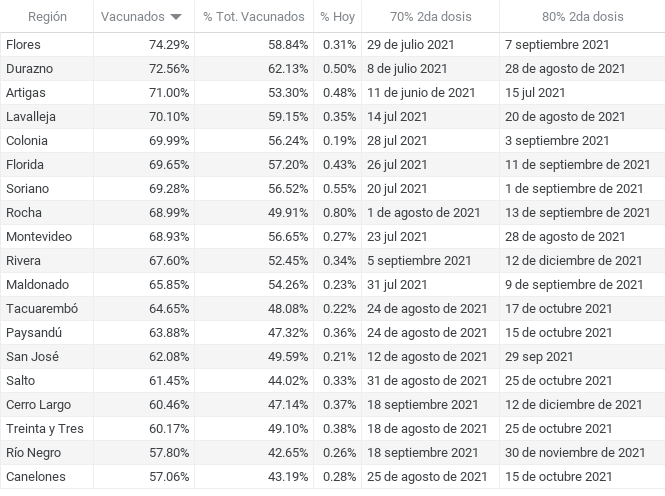 Región Vacunados % Tot. Vacunados % Hoy 70% 2da dosis 80% 2da dosis
Flores 74.29% 58.84% 0.31% 29 de julio 2021 7 septiembre 2021
Durazno 72.56% 62.13% 0.50% 8 de julio 2021 28 de agosto de 2021
Artigas 71.00% 53.30% 0.48% 11 de junio de 2021 15 jul 2021
Lavalleja 70.10% 59.15% 0.35% 14 jul 2021 20 de agosto de 2021
Colonia 69.99% 56.24% 0.19% 28 jul 2021 3 septiembre 2021
Florida 69.65% 57.20% 0.43% 26 jul 2021 11 de septiembre de 2021
Soriano 69.28% 56.52% 0.55% 20 jul 2021 1 de septiembre de 2021
Rocha 68.99% 49.91% 0.80% 1 de agosto de 2021 13 de septiembre de 2021
Montevideo 68.93% 56.65% 0.27% 23 jul 2021 28 de agosto de 2021
Rivera 67.60% 52.45% 0.34% 5 septiembre 2021 12 de diciembre de 2021
Maldonado 65.85% 54.26% 0.23% 31 jul 2021 9 de septiembre de 2021
Tacuarembó 64.65% 48.08% 0.22% 24 de agosto de 2021 17 de octubre 2021
Paysandú 63.88% 47.32% 0.36% 24 de agosto de 2021 15 de octubre 2021
San José 62.08% 49.59% 0.21% 12 de agosto de 2021 29 sep 2021
Salto 61.45% 44.02% 0.33% 31 de agosto de 2021 25 de octubre 2021
Cerro Largo 60.46% 47.14% 0.37% 18 septiembre 2021 12 de diciembre de 2021
Treinta y Tres 60.17% 49.10% 0.38% 18 de agosto de 2021 25 de octubre 2021
Río Negro 57.80% 42.65% 0.26% 18 septiembre 2021 30 de noviembre de 2021
Canelones 57.06% 43.19% 0.28% 25 de agosto de 2021 15 de octubre 2021